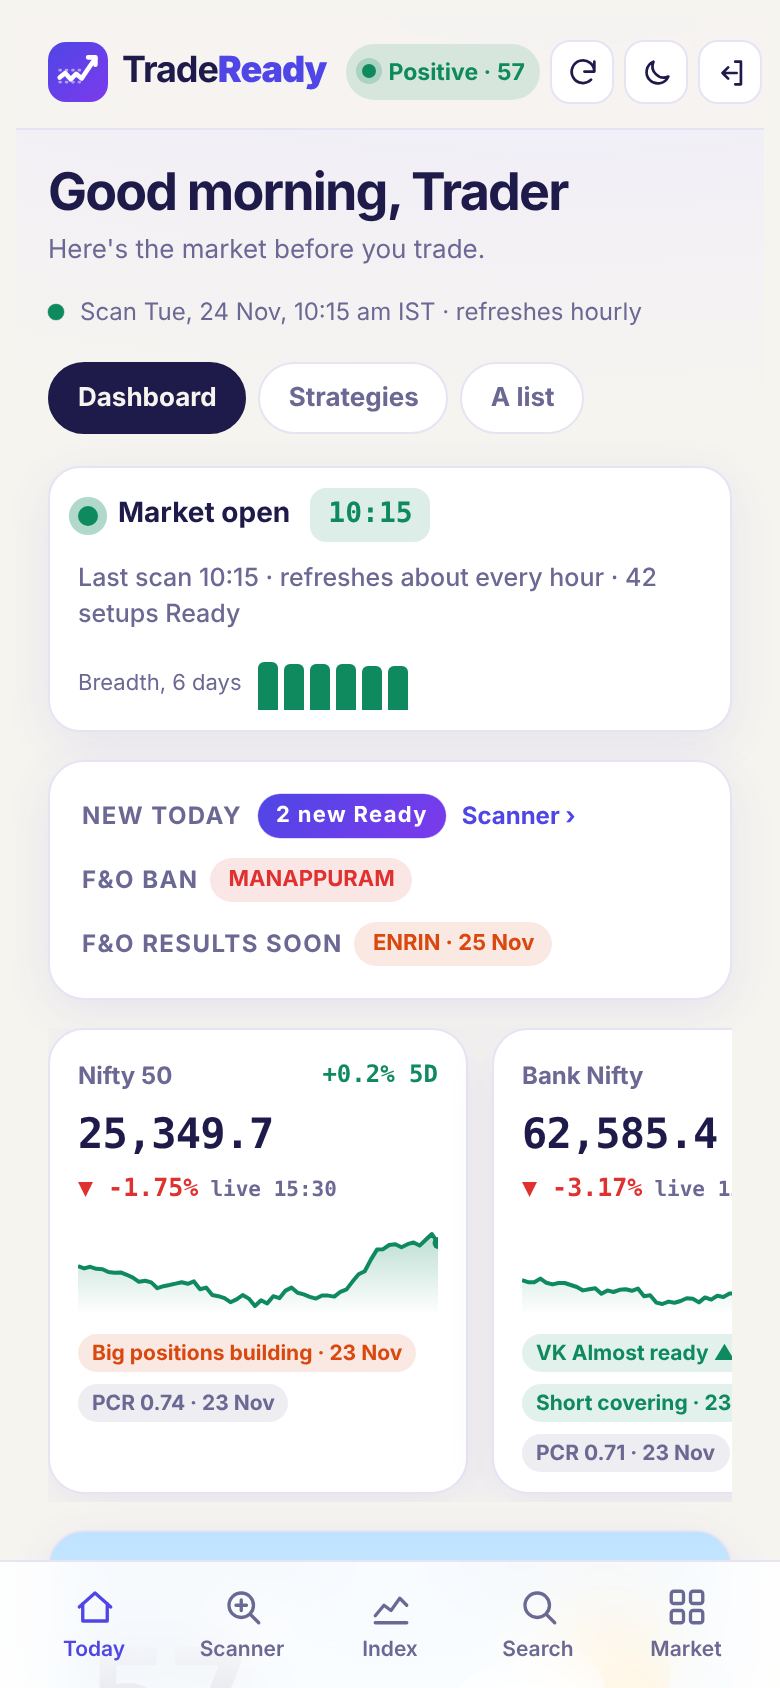 TradeReady
Positive · 57
Good morning, Trader
Here's the market before you trade.
Scan Tue, 24 Nov, 10:15 am IST · refreshes hourly
Dashboard
Strategies
A list
Market open 10:15
Last scan 10:15 · refreshes about every hour · 42
setups Ready
Breadth, 6 days
NEW TODAY 2 new Ready Scanner ›
F&O BAN MANAPPURAM
F&O RESULTS SOON ENRIN · 25 Nov
Nifty 50 +0.2% 5D
25,349.7
▼ -1.75% live 15:30
Big positions building · 23 Nov
PCR 0.74 · 23 Nov
Bank Nifty
62,585.4
▼ -3.17% live
VK Almost ready ▲
Short covering · 23
PCR 0.71 · 23 Nov
57
Today
Scanner
Index
Search
Market